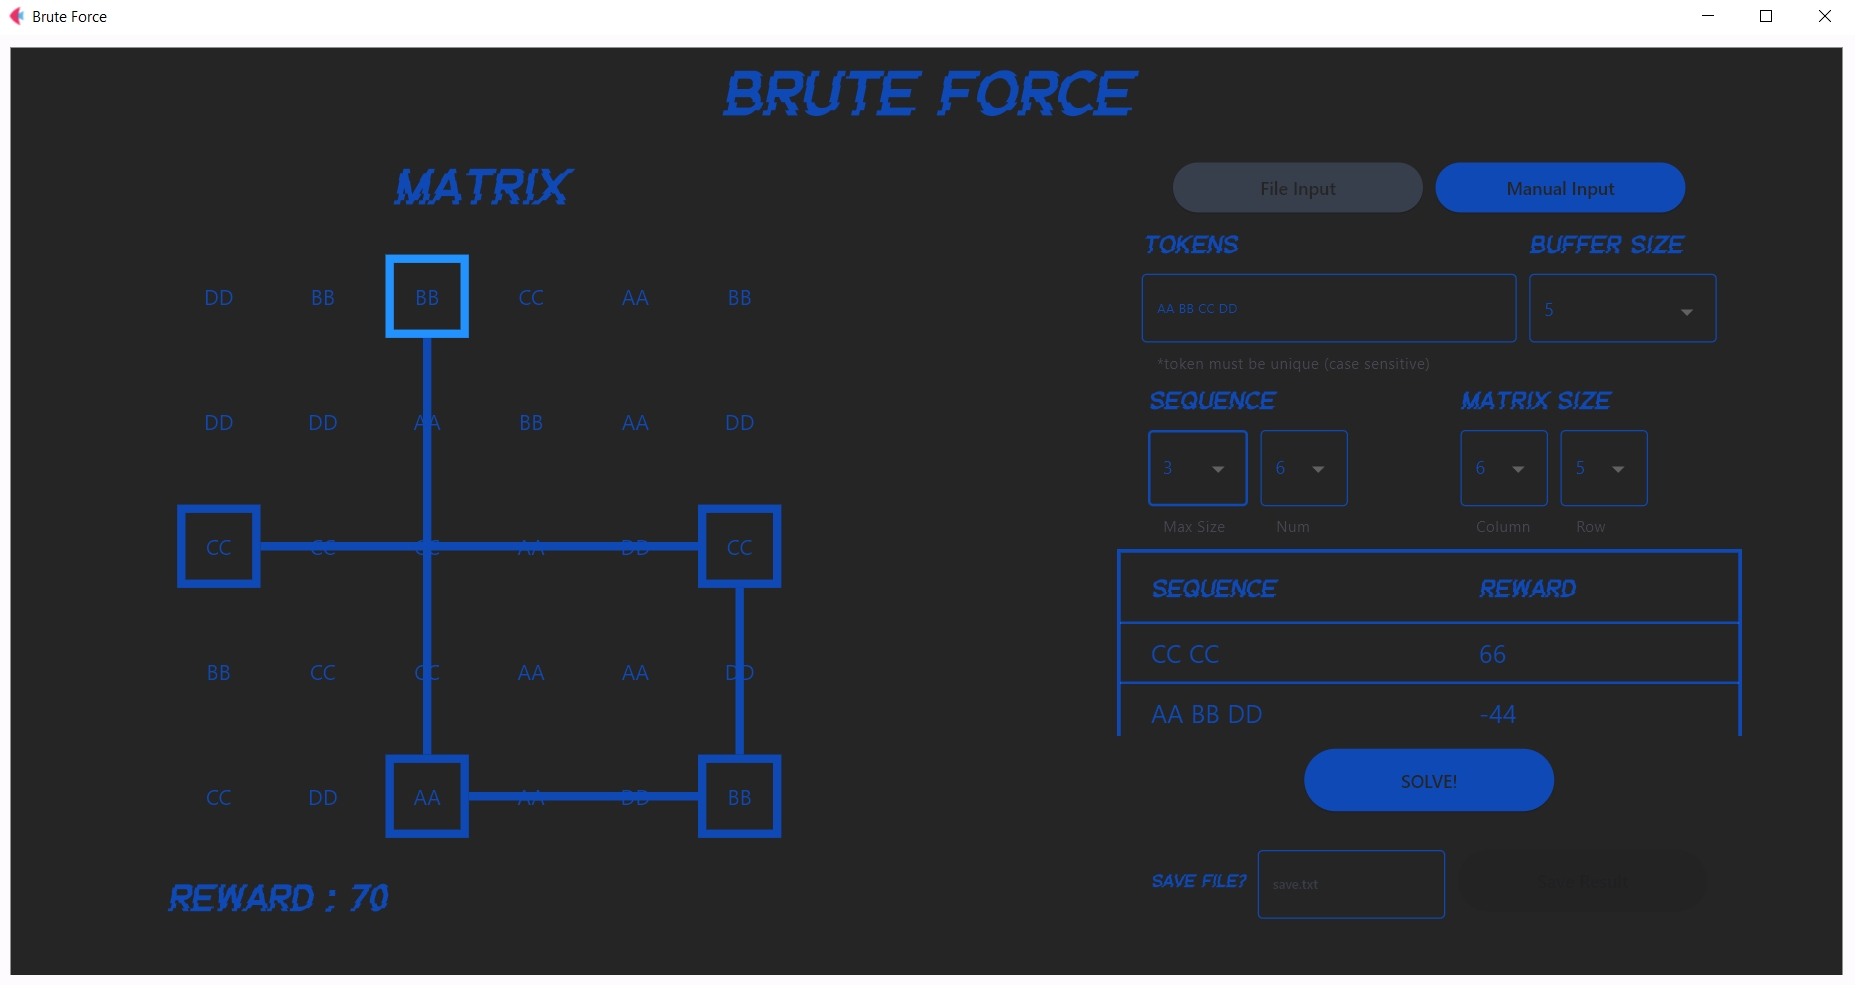 Brute Force
BRUTE FORCE
MATRIX
DD BB BB CC AA BB
DD DD AA BB AA DD
CC CC CC AA DD CC
BB CC CC AA AA DD
CC DD AA AA DD BB
REWARD : 70
File Input Manual Input
TOKENS BUFFER SIZE
AA BB CC DD 5
*token must be unique (case sensitive)
SEQUENCE MATRIX SIZE
3 6 6 5
Max Size Num Column Row
SEQUENCE REWARD
CC CC 66
AA BB DD -44
SOLVE!
SAVE FILE? save.txt